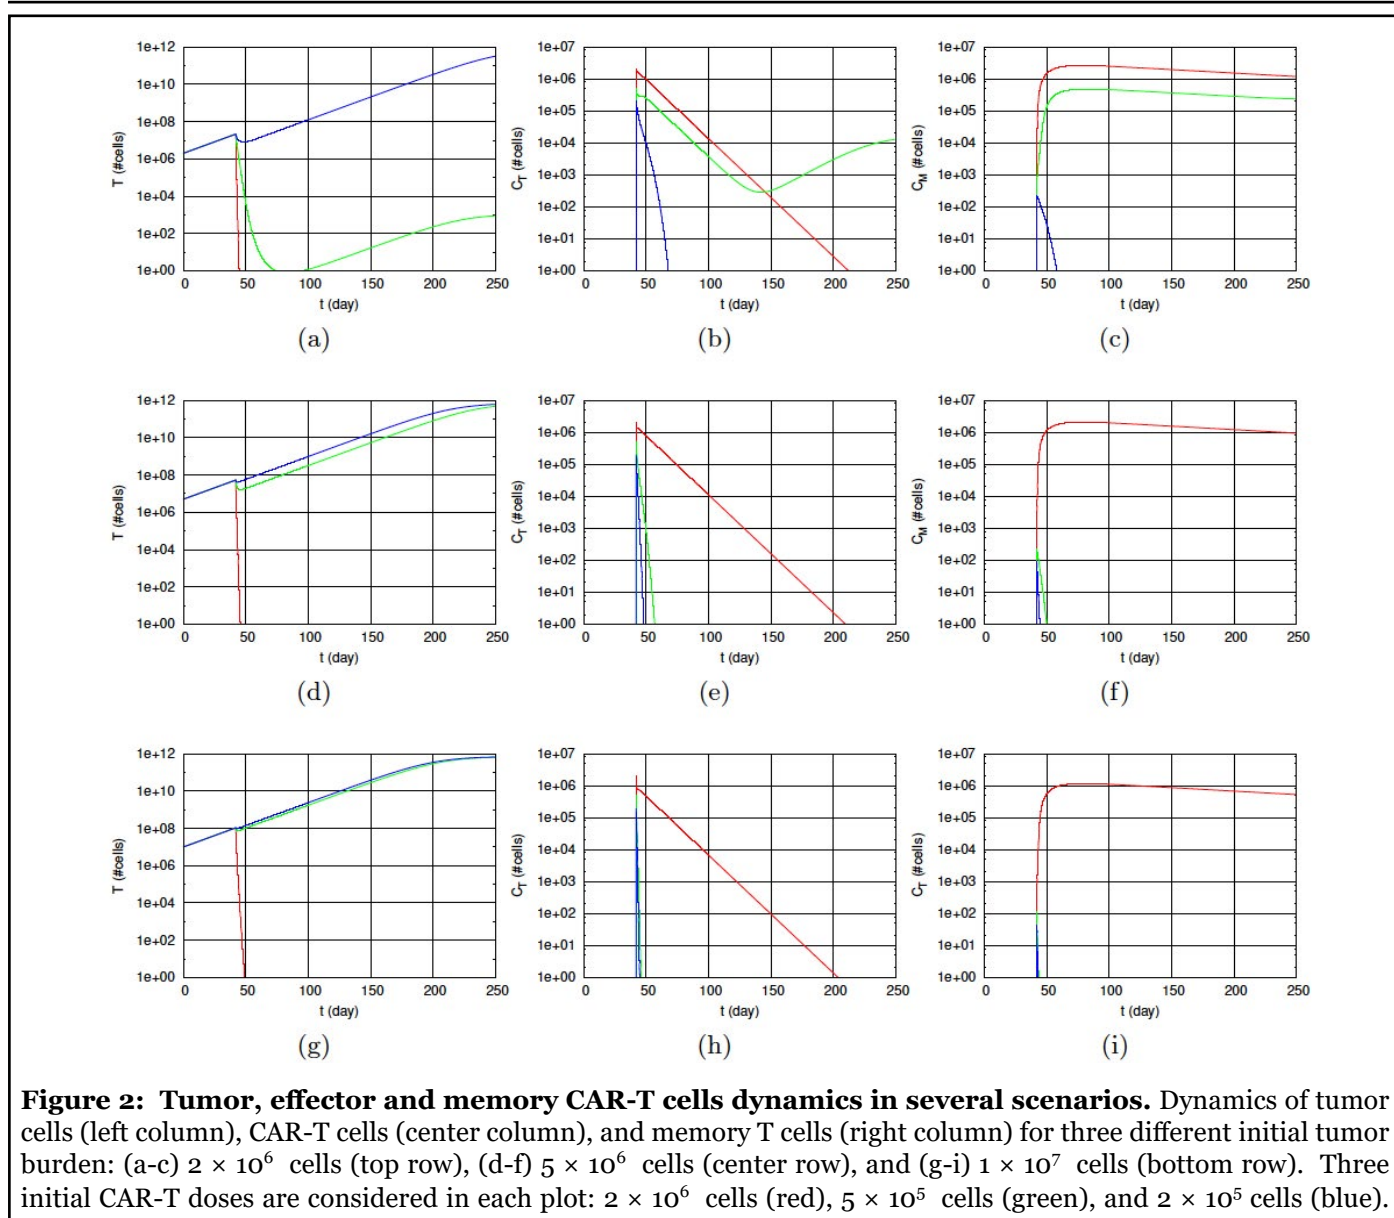 1e+12
1e+10
1e+08
1e+06
1e+04
1e+02
1e+00
T (#cells)
0 50 100 150 200 250
t (day)
(a)
1e+07
1e+06
1e+05
1e+04
1e+03
1e+02
1e+01
1e+00
C_T (#cells)
0 50 100 150 200 250
t (day)
(b)
1e+07
1e+06
1e+05
1e+04
1e+03
1e+02
1e+01
1e+00
C_M (#cells)
0 50 100 150 200 250
t (day)
(c)
1e+12
1e+10
1e+08
1e+06
1e+04
1e+02
1e+00
T (#cells)
0 50 100 150 200 250
t (day)
(d)
1e+07
1e+06
1e+05
1e+04
1e+03
1e+02
1e+01
1e+00
C_T (#cells)
0 50 100 150 200 250
t (day)
(e)
1e+07
1e+06
1e+05
1e+04
1e+03
1e+02
1e+01
1e+00
C_M (#cells)
0 50 100 150 200 250
t (day)
(f)
1e+12
1e+10
1e+08
1e+06
1e+04
1e+02
1e+00
T (#cells)
0 50 100 150 200 250
t (day)
(g)
1e+07
1e+06
1e+05
1e+04
1e+03
1e+02
1e+01
1e+00
C_T (#cells)
0 50 100 150 200 250
t (day)
(h)
1e+07
1e+06
1e+05
1e+04
1e+03
1e+02
1e+01
1e+00
C_T (#cells)
0 50 100 150 200 250
t (day)
(i)
Figure 2: Tumor, effector and memory CAR-T cells dynamics in several scenarios. Dynamics of tumor
cells (left column), CAR-T cells (center column), and memory T cells (right column) for three different initial tumor
burden: (a-c) 2 × 10⁶ cells (top row), (d-f) 5 × 10⁶ cells (center row), and (g-i) 1 × 10⁷ cells (bottom row). Three
initial CAR-T doses are considered in each plot: 2 × 10⁶ cells (red), 5 × 10⁵ cells (green), and 2 × 10⁵ cells (blue).